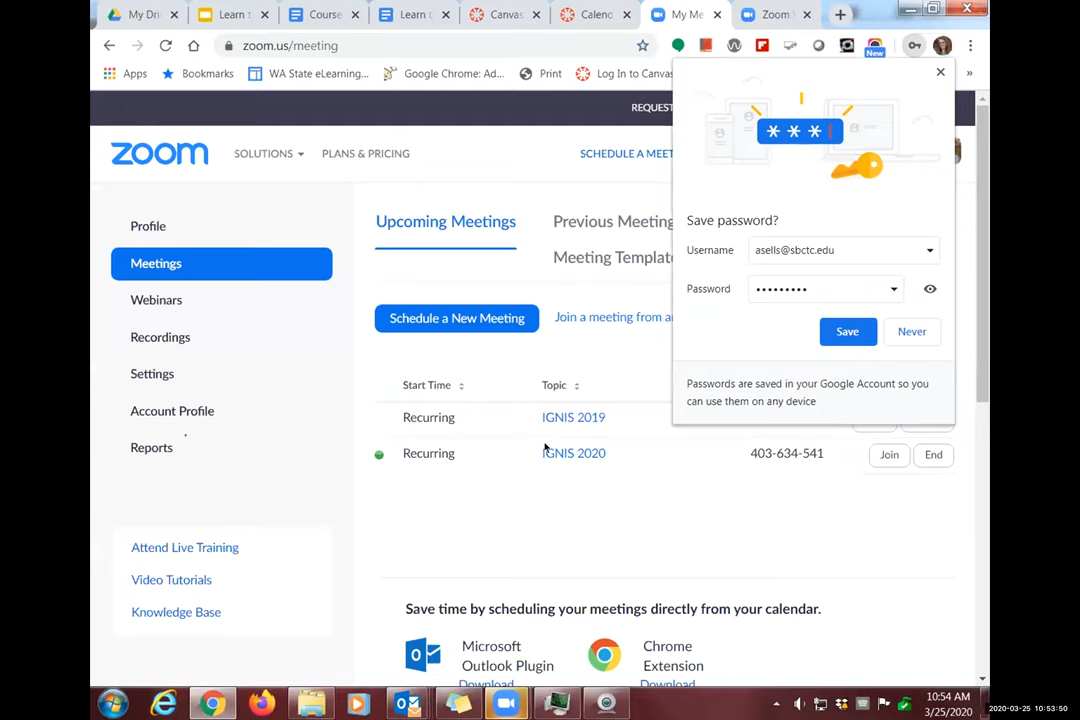 My Dri
Learn t
Course
Learn t
Canvas
Calend
My Me
Zoom
zoom.us/meeting
New
Apps
Bookmarks
WA State eLearning...
Google Chrome: Ad...
Print
Log In to Canvas
»
REQUEST
zoom
SOLUTIONS
PLANS & PRICING
SCHEDULE A MEET
***
Profile
Meetings
Webinars
Recordings
Settings
Account Profile
Reports
Attend Live Training
Video Tutorials
Knowledge Base
Upcoming Meetings
Previous Meeting
Meeting Templat
Schedule a New Meeting
Join a meeting from an
Start Time
Topic
Recurring
IGNIS 2019
Recurring
IGNIS 2020
403-634-541
Join
End
Save password?
Username
asells@sbctc.edu
Password
•••••••••
Save
Never
Passwords are saved in your Google Account so you
can use them on any device
Save time by scheduling your meetings directly from your calendar.
Microsoft
Outlook Plugin
Download
Chrome
Extension
Download
10:54 AM
3/25/2020
2020-03-25 10:53:50